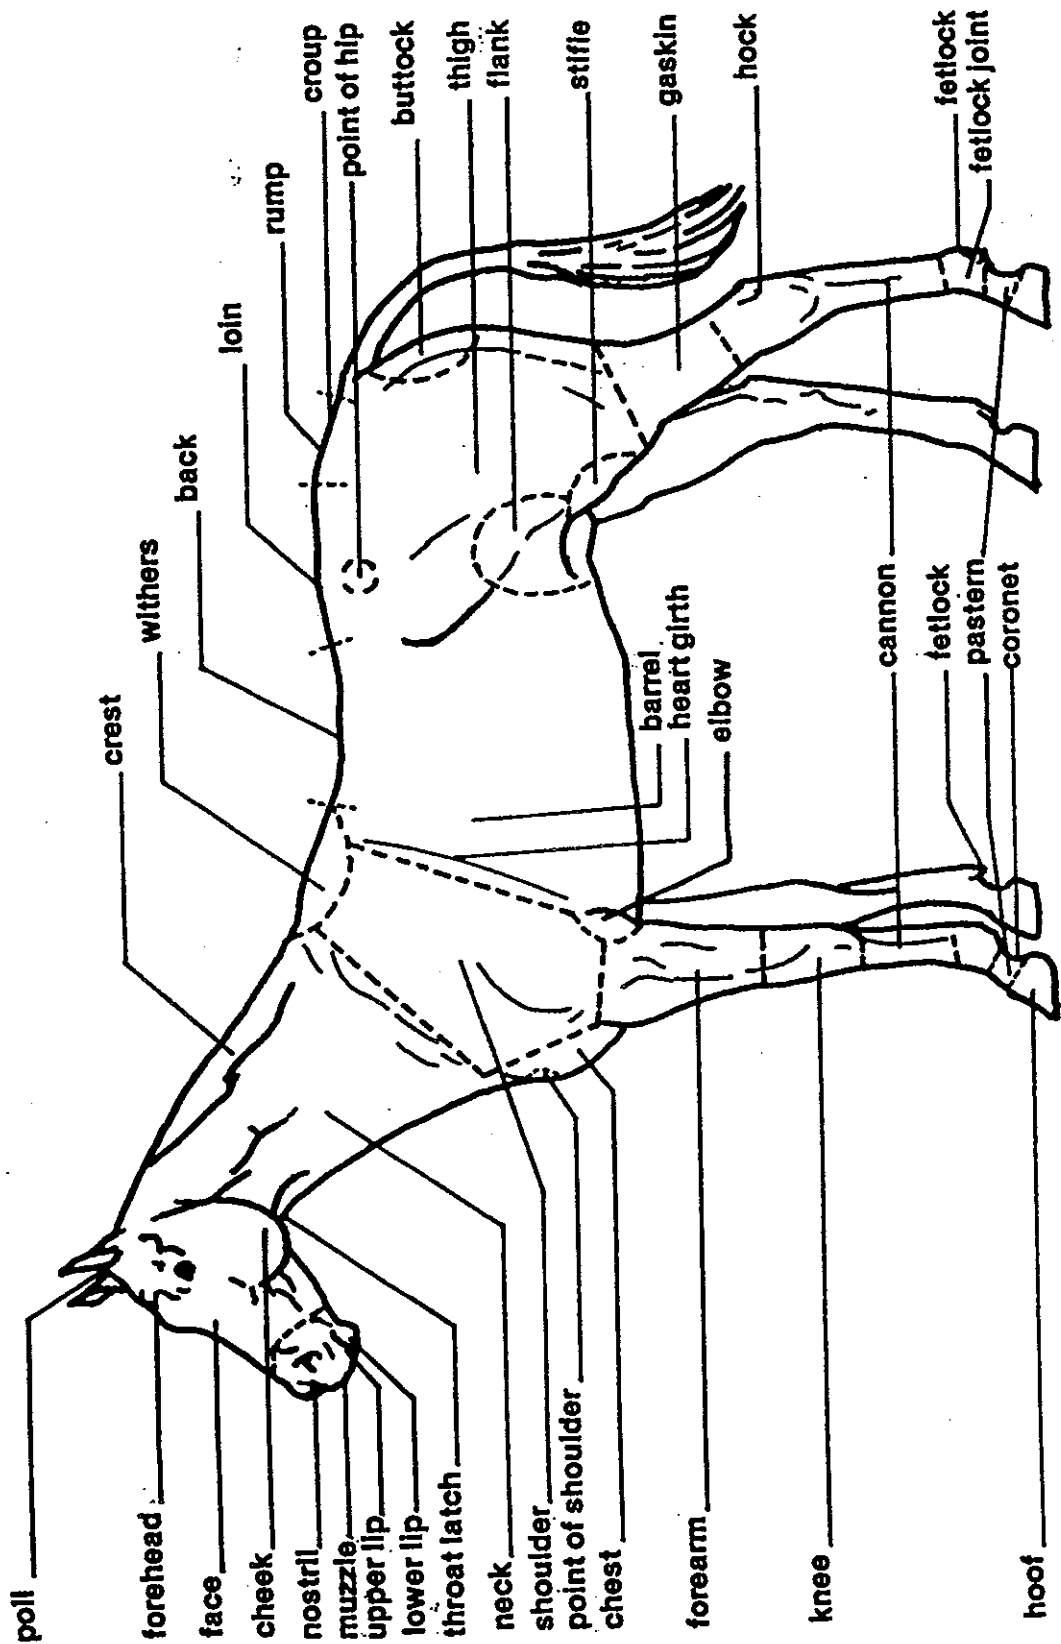 poll
forehead
face
cheek
nostril
muzzle
upper lip
lower lip
throat latch
neck
shoulder
point of shoulder
chest
forearm
knee
hoof
crest
withers
back
loin
rump
croup
point of hip
buttock
thigh
flank
stifle
gaskin
hock
fetlock
fetlock joint
barrel
heart girth
elbow
cannon
fetlock
pastern
coronet